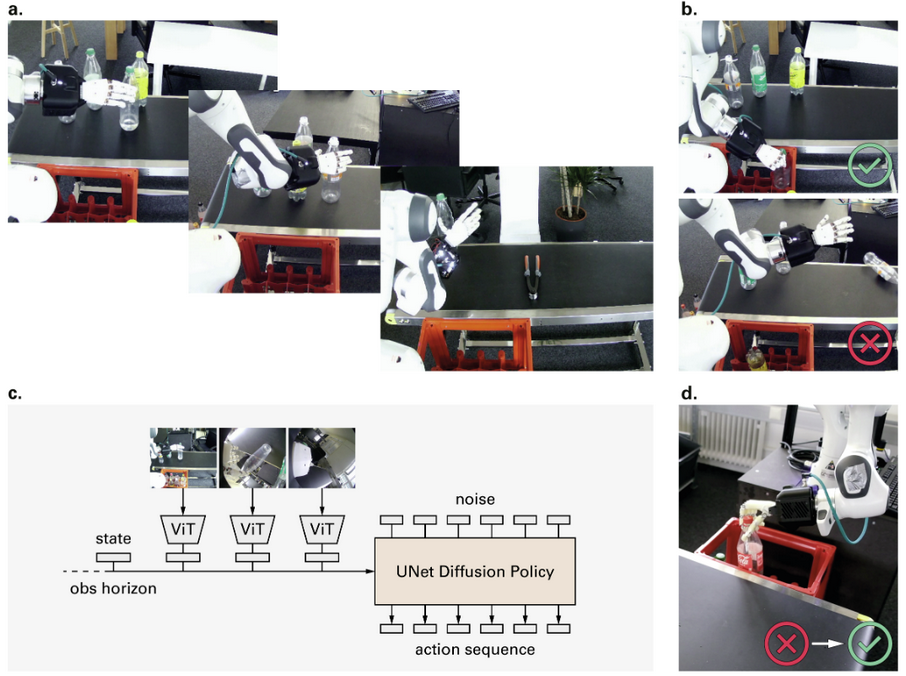 a.
b.
c.
ViT
ViT
ViT
state
obs horizon
noise
UNet Diffusion Policy
action sequence
d.